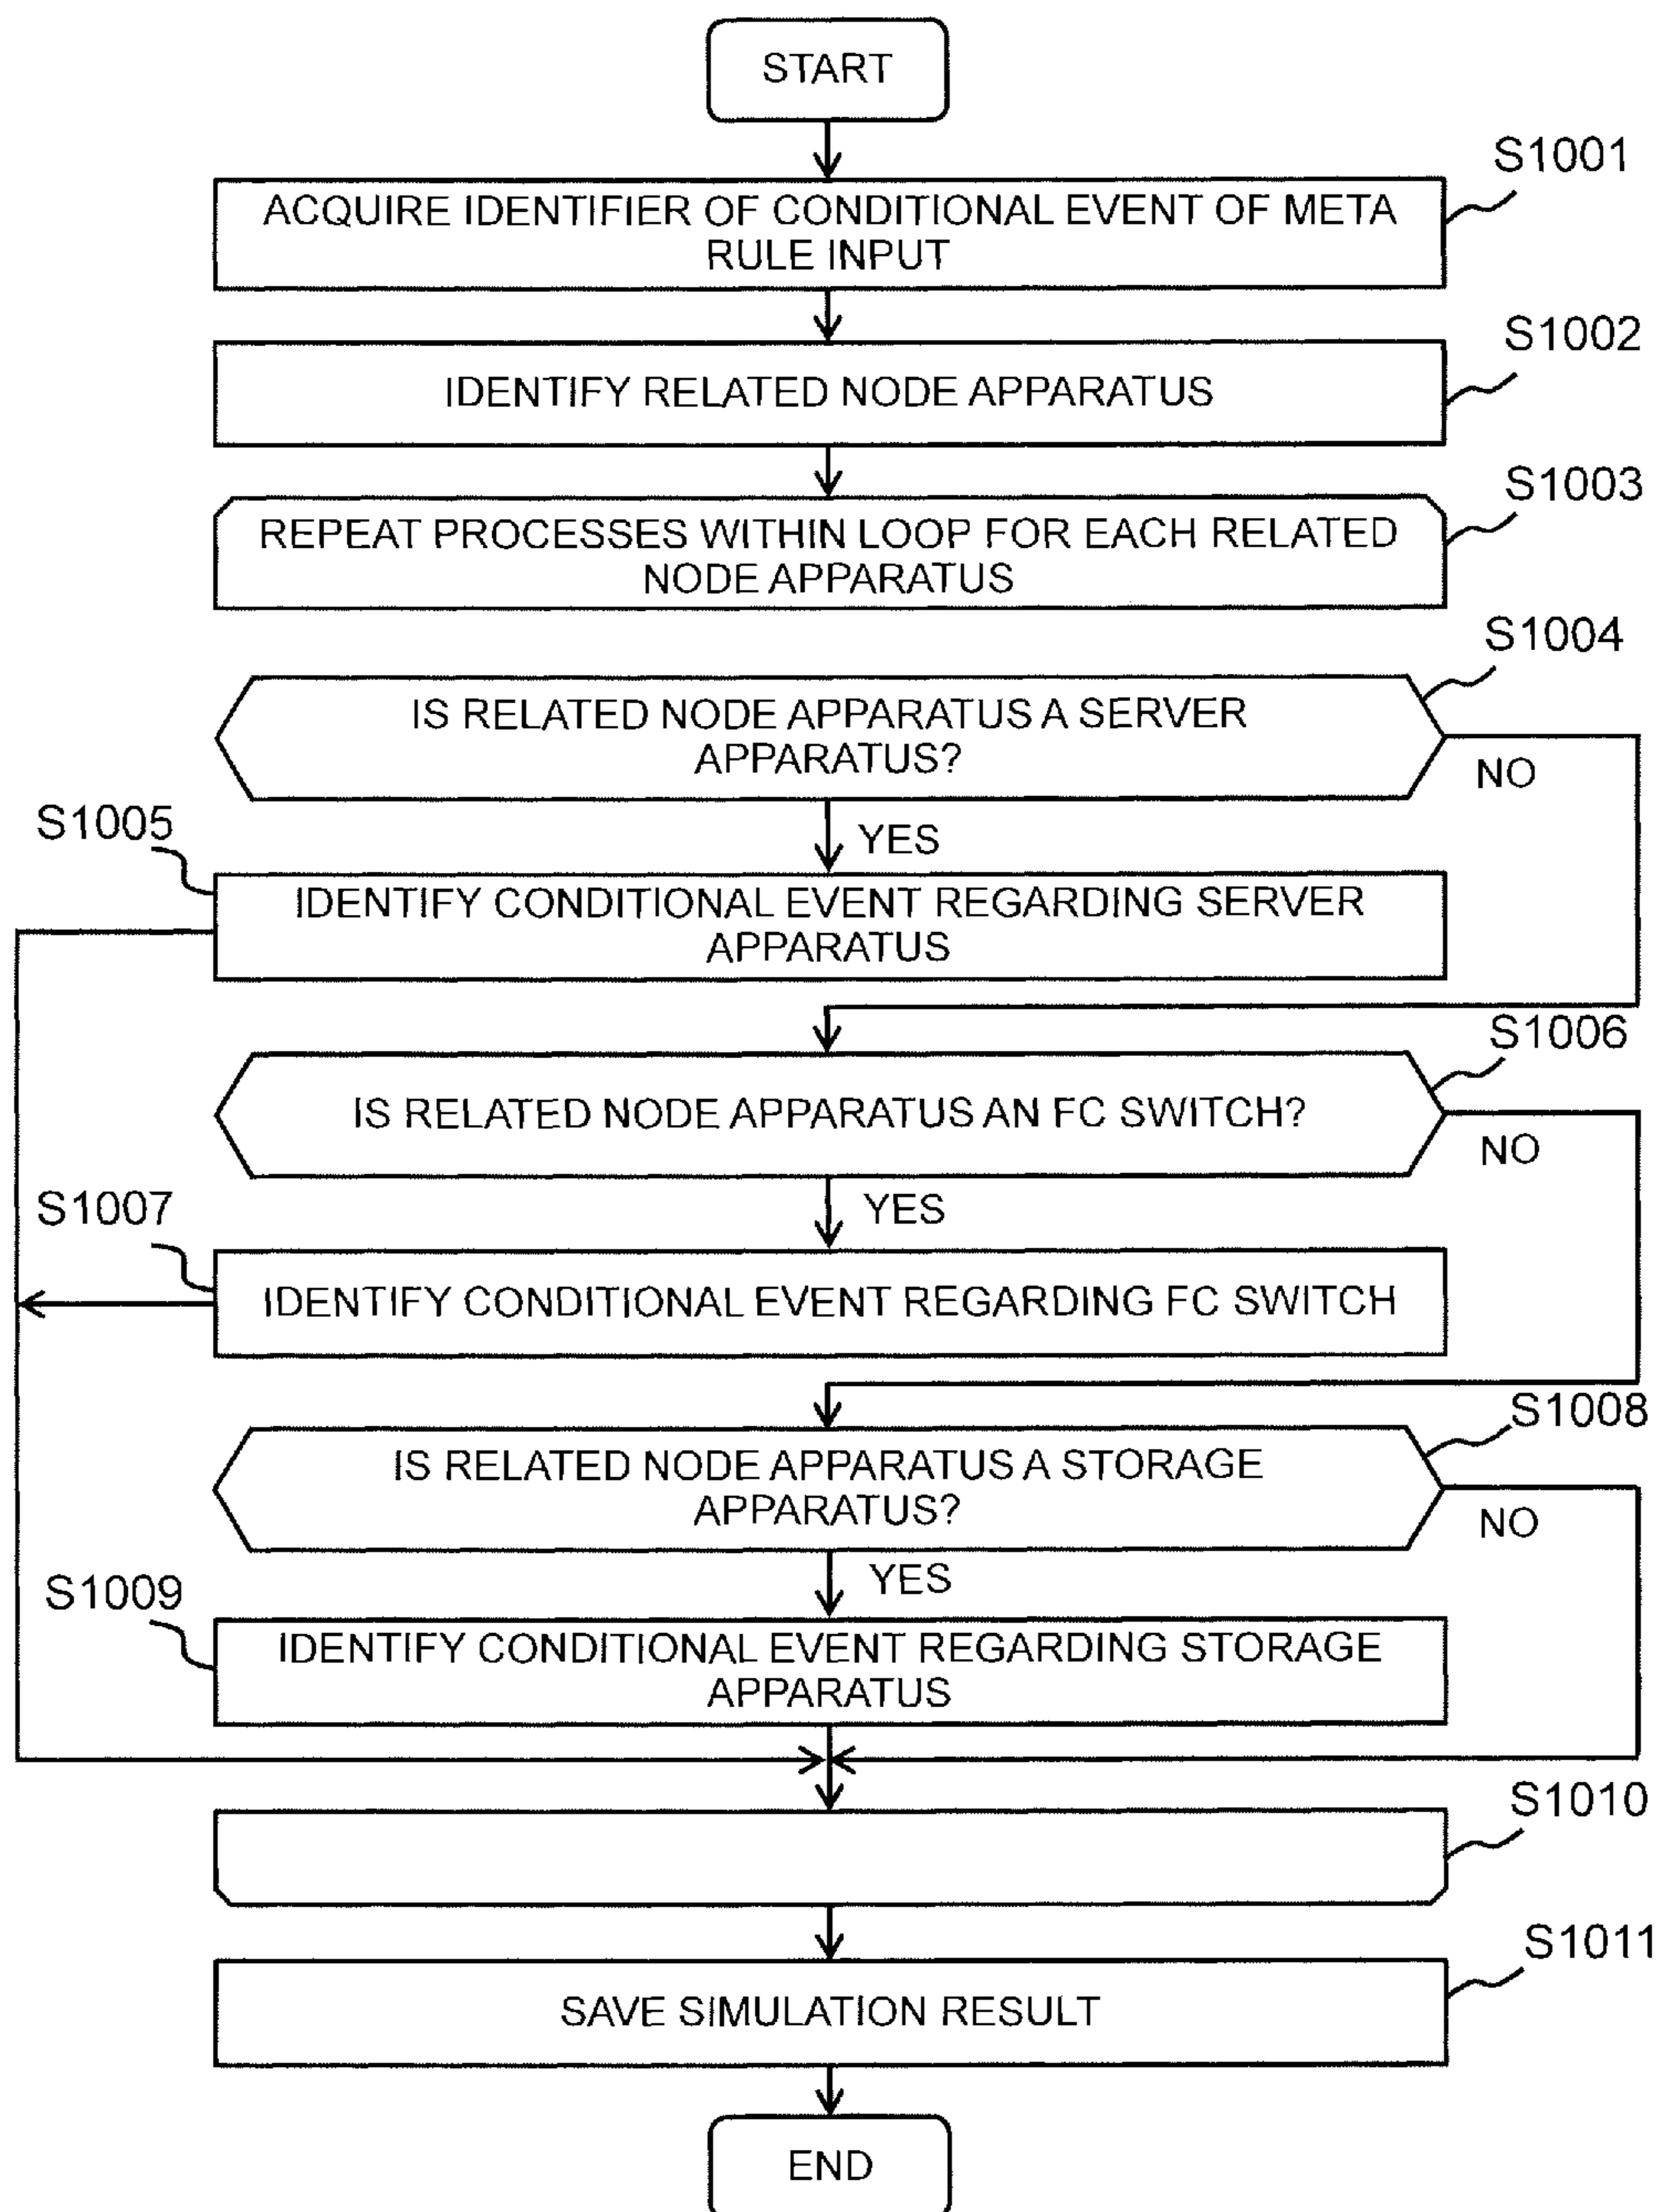 START
S1001
ACQUIRE IDENTIFIER OF CONDITIONAL EVENT OF META
RULE INPUT
S1002
IDENTIFY RELATED NODE APPARATUS
S1003
REPEAT PROCESSES WITHIN LOOP FOR EACH RELATED
NODE APPARATUS
S1004
IS RELATED NODE APPARATUS A SERVER
APPARATUS?
NO
YES
S1005
IDENTIFY CONDITIONAL EVENT REGARDING SERVER
APPARATUS
S1006
IS RELATED NODE APPARATUS AN FC SWITCH?
NO
YES
S1007
IDENTIFY CONDITIONAL EVENT REGARDING FC SWITCH
S1008
IS RELATED NODE APPARATUS A STORAGE
APPARATUS?
NO
YES
S1009
IDENTIFY CONDITIONAL EVENT REGARDING STORAGE
APPARATUS
S1010
S1011
SAVE SIMULATION RESULT
END